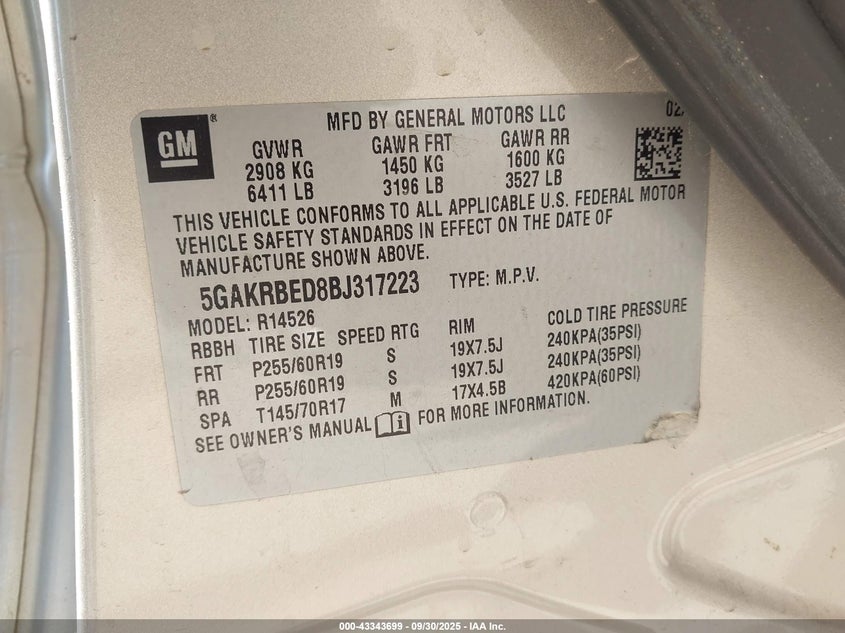 GM®
MFD BY GENERAL MOTORS LLC 02/
GVWR GAWR FRT GAWR RR
2908 KG 1450 KG 1600 KG
6411 LB 3196 LB 3527 LB
THIS VEHICLE CONFORMS TO ALL APPLICABLE U.S. FEDERAL MOTOR
VEHICLE SAFETY STANDARDS IN EFFECT ON THE DATE OF
MANUFACTURE SHOWN ABOVE.
5GAKRBED8BJ317223 TYPE: M.P.V.
MODEL: R14526
RBBH TIRE SIZE SPEED RTG RIM COLD TIRE PRESSURE
FRT P255/60R19 S 19X7.5J 240KPA(35PSI)
RR P255/60R19 S 19X7.5J 240KPA(35PSI)
SPA T145/70R17 M 17X4.5B 420KPA(60PSI)
SEE OWNER'S MANUAL FOR MORE INFORMATION.
000-43343699 - 09/30/2025 - IAA Inc.